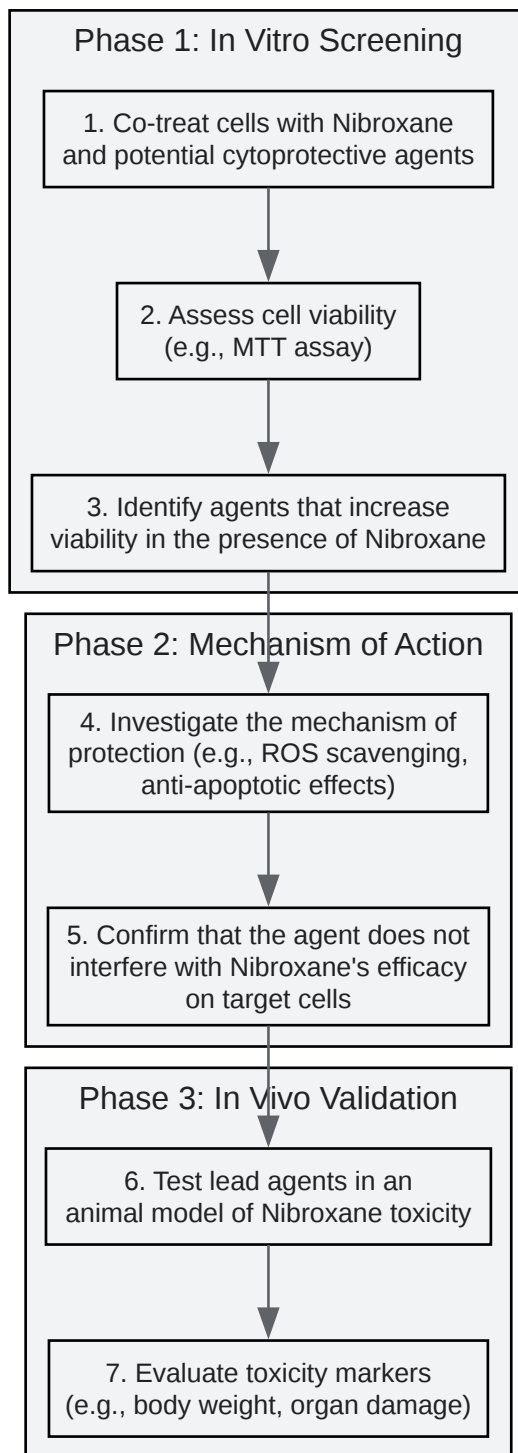 Phase 1: In Vitro Screening
1. Co-treat cells with Nibroxane
and potential cytoprotective agents
2. Assess cell viability
(e.g., MTT assay)
3. Identify agents that increase
viability in the presence of Nibroxane
Phase 2: Mechanism of Action
4. Investigate the mechanism of
protection (e.g., ROS scavenging,
anti-apoptotic effects)
5. Confirm that the agent does not
interfere with Nibroxane's efficacy
on target cells
Phase 3: In Vivo Validation
6. Test lead agents in an
animal model of Nibroxane toxicity
7. Evaluate toxicity markers
(e.g., body weight, organ damage)